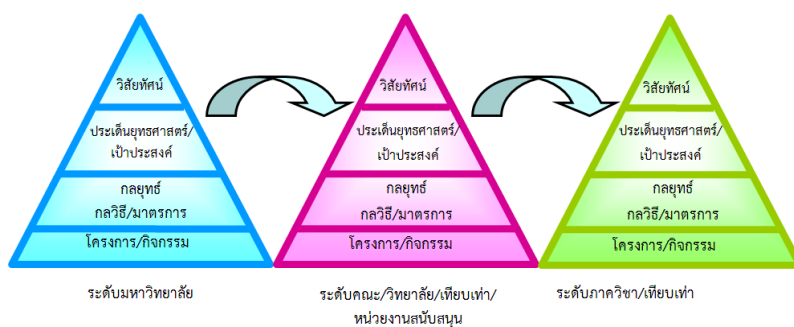 วิสัยทัศน์
ประเด็นยุทธศาสตร์/
เป้าประสงค์
กลยุทธ์
กลวิธี/มาตรการ
โครงการ/กิจกรรม
ระดับมหาวิทยาลัย
วิสัยทัศน์
ประเด็นยุทธศาสตร์/
เป้าประสงค์
กลยุทธ์
กลวิธี/มาตรการ
โครงการ/กิจกรรม
ระดับคณะ/วิทยาลัย/เทียบเท่า/
หน่วยงานสนับสนุน
วิสัยทัศน์
ประเด็นยุทธศาสตร์/
เป้าประสงค์
กลยุทธ์
กลวิธี/มาตรการ
โครงการ/กิจกรรม
ระดับภาควิชา/เทียบเท่า